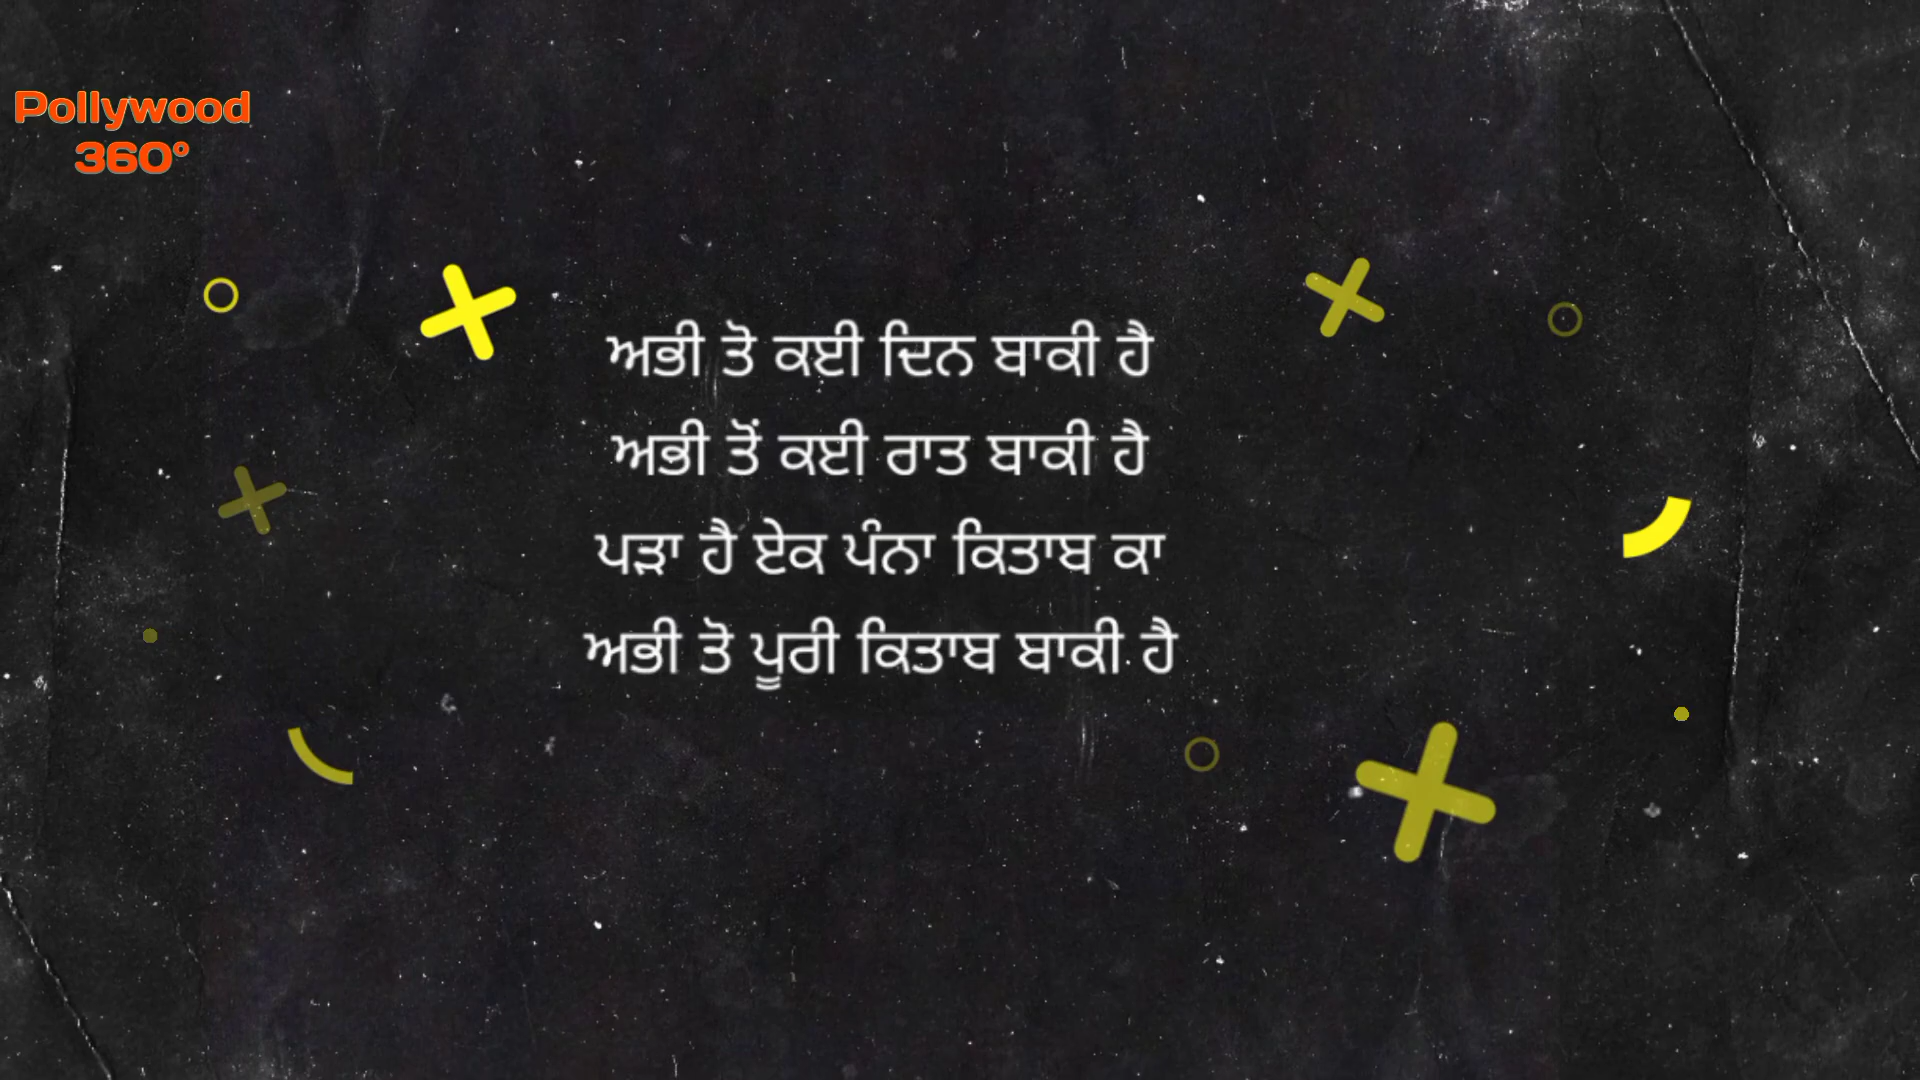 Pollywood
360°
ਅਭੀ ਤੋ ਕਈ ਦਿਨ ਬਾਕੀ ਹੈ
ਅਭੀ ਤੋਂ ਕਈ ਰਾਤ ਬਾਕੀ ਹੈ
ਪੜਾ ਹੈ ਏਕ ਪੰਨਾ ਕਿਤਾਬ ਕਾ
ਅਭੀ ਤੋ ਪੂਰੀ ਕਿਤਾਬ ਬਾਕੀ ਹੈ